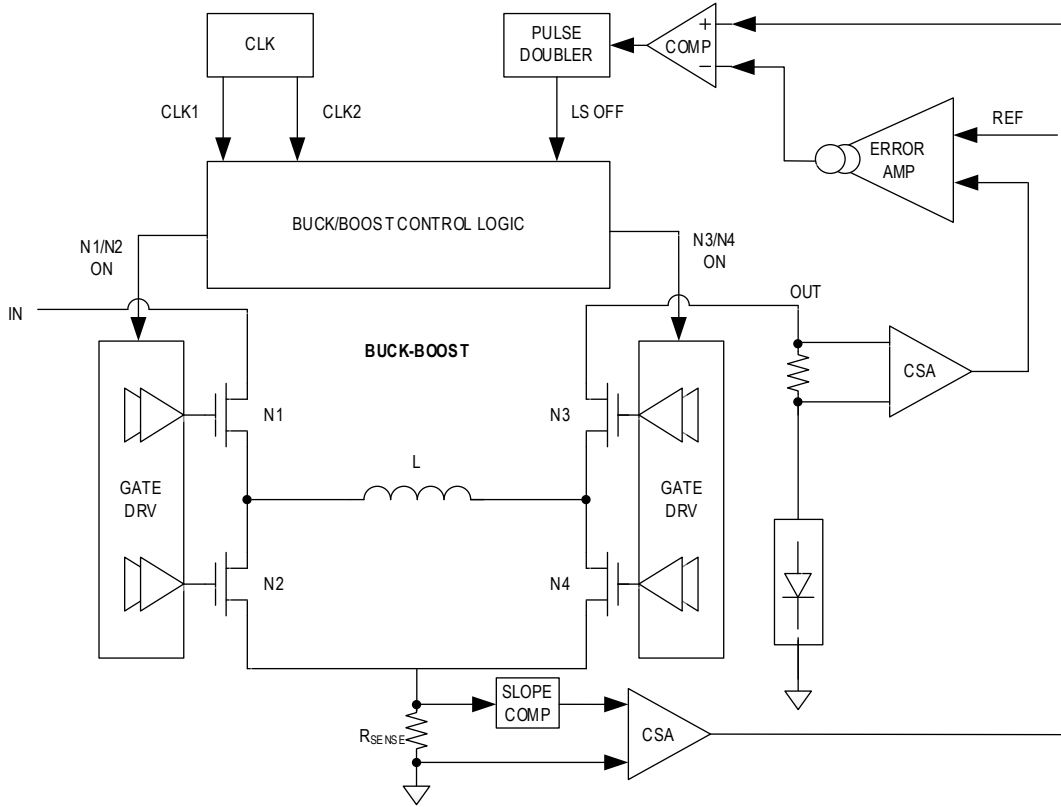 CLK
PULSE
DOUBLER
+
COMP
−
CLK1
CLK2
LS OFF
REF
ERROR
AMP
BUCK/BOOST CONTROL LOGIC
N1/N2
ON
N3/N4
ON
IN
OUT
BUCK-BOOST
CSA
N1
N3
L
GATE
DRV
GATE
DRV
N2
N4
SLOPE
COMP
RSENSE
CSA